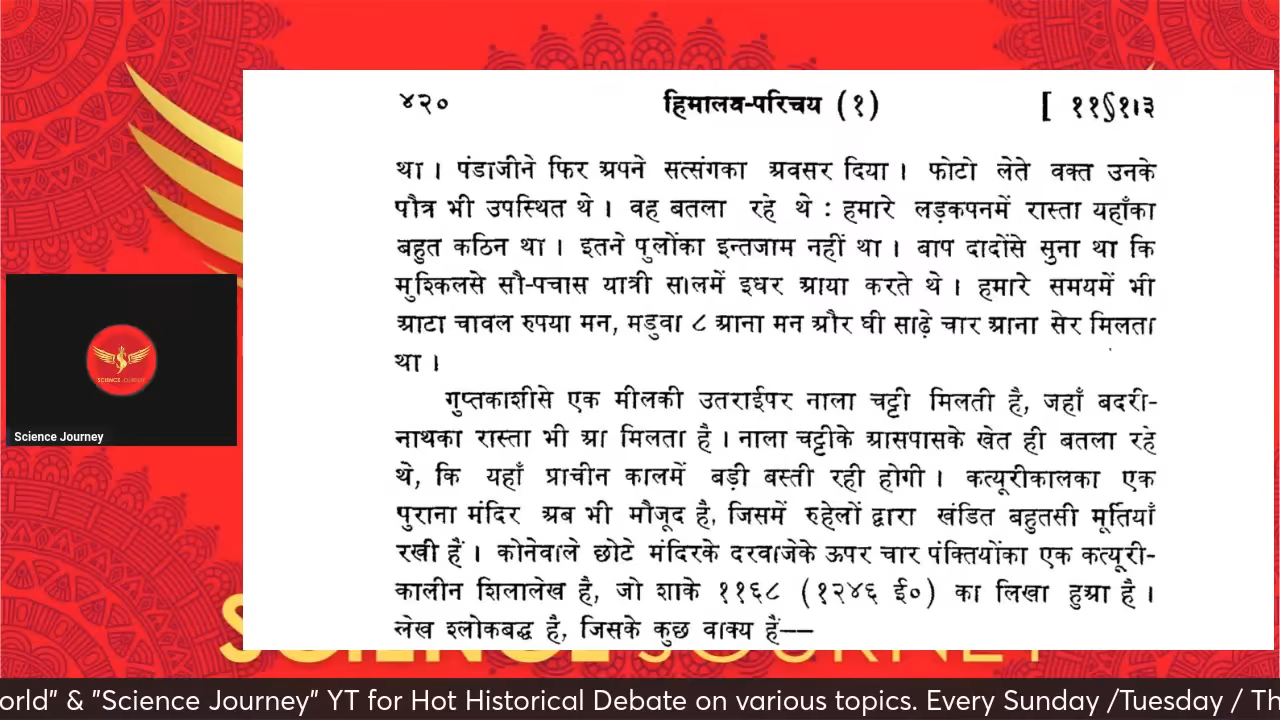 ४२० हिमालय-परिचय (१) [ ११§१।३
था । पंडाजीने फिर अपने सत्संगका अवसर दिया । फोटो लेते वक्त उनके
पौत्र भी उपस्थित थे । वह बतला रहे थे : हमारे लड़कपनमें रास्ता यहाँका
बहुत कठिन था । इतने पुलोंका इन्तजाम नहीं था । बाप दादोंसे सुना था कि
मुश्किलसे सौ-पचास यात्री सालमें इधर आया करते थे । हमारे समयमें भी
आटा चावल रुपया मन, मडुवा ८ आना मन और घी साढ़े चार आना सेर मिलता
था ।
गुप्तकाशीसे एक मीलकी उतराईपर नाला चट्टी मिलती है, जहाँ बदरी-
नाथका रास्ता भी आ मिलता है । नाला चट्टीके आसपासके खेत ही बतला रहे
थे, कि यहाँ प्राचीन कालमें बड़ी बस्ती रही होगी । कत्यूरीकालका एक
पुराना मंदिर अब भी मौजूद है, जिसमें रुहेलों द्वारा खंडित बहुतसी मूर्तियाँ
रखी हैं । कोनेवाले छोटे मंदिरके दरवाजेके ऊपर चार पंक्तियोंका एक कत्यूरी-
कालीन शिलालेख है, जो शाके ११६८ (१२४६ ई०) का लिखा हुआ है ।
लेख श्लोकबद्ध है, जिसके कुछ वाक्य हैं——
SCIENCE JOURNEY
Science Journey
SCIENCE JOURNEY
orld" & "Science Journey" YT for Hot Historical Debate on various topics. Every Sunday /Tuesday / Th